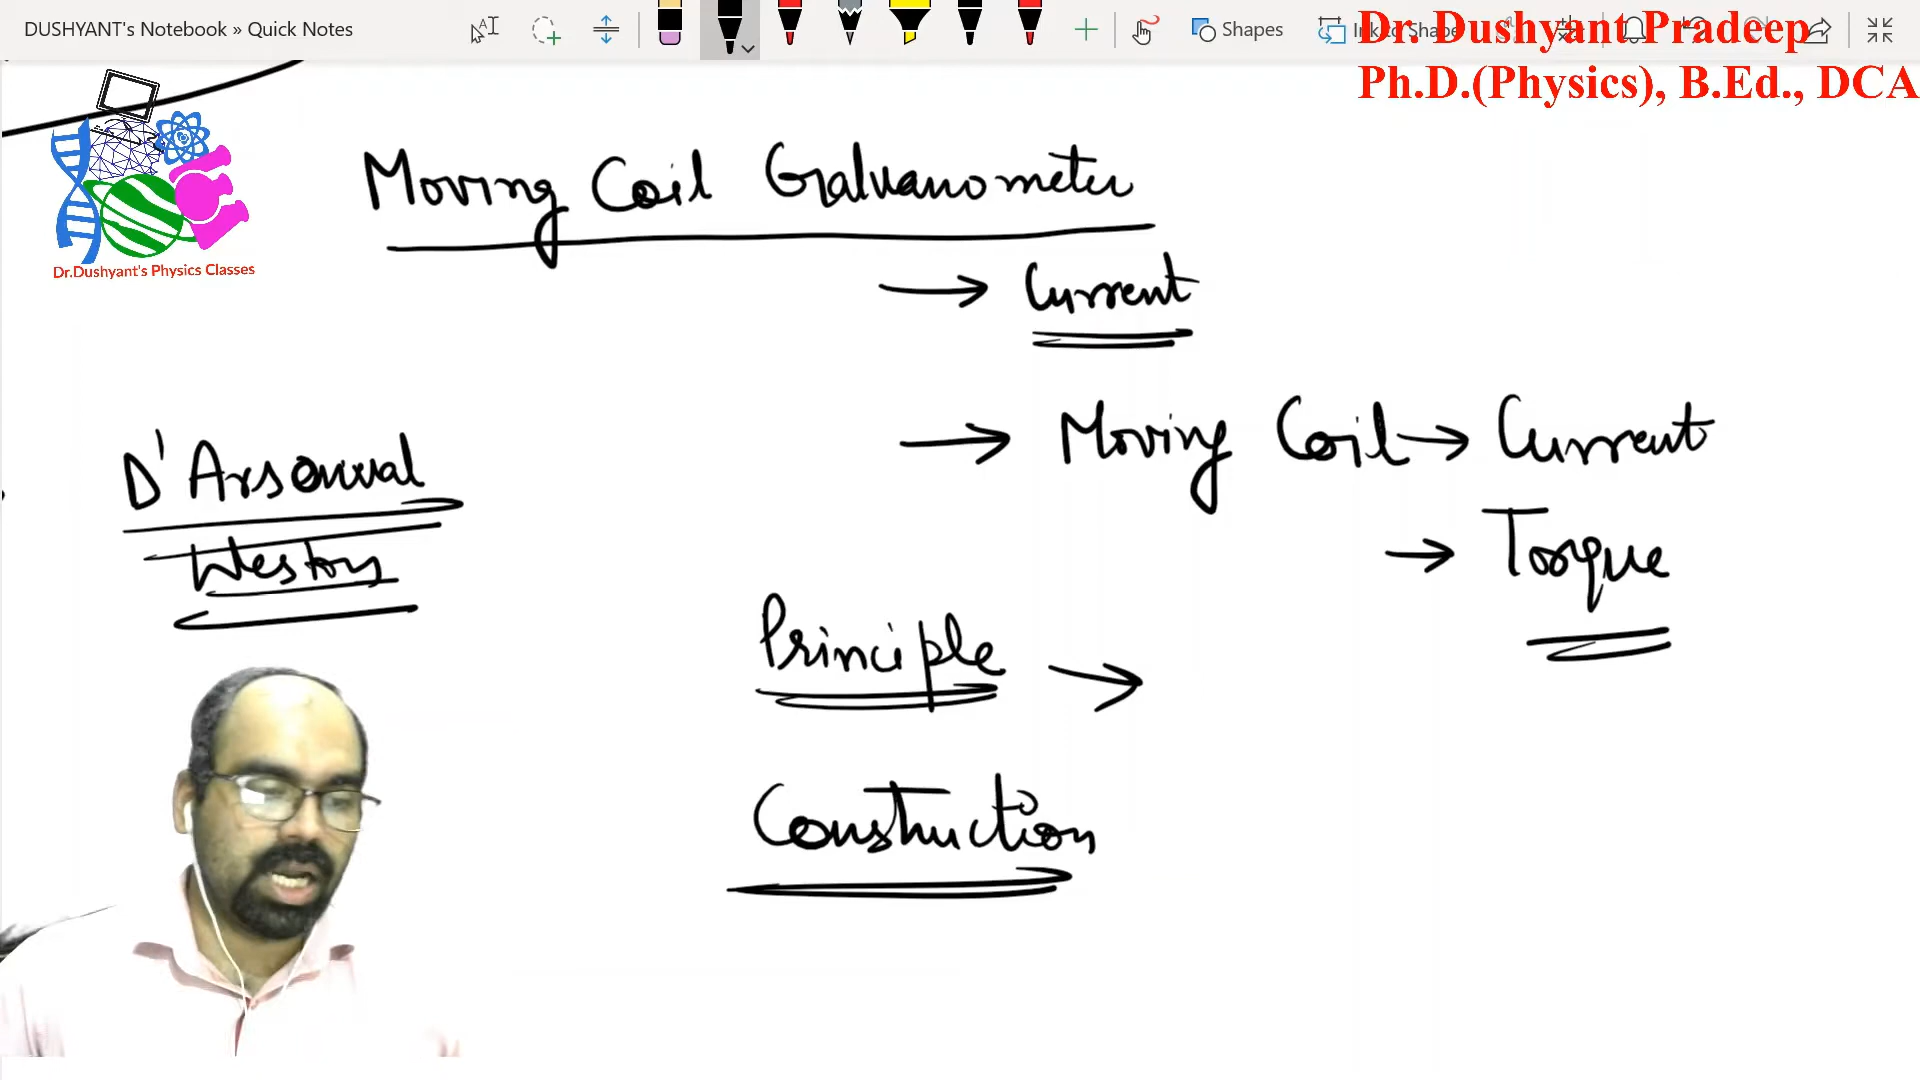 DUSHYANT's Notebook » Quick Notes
Shapes
Dr. Dushyant Pradeep
Ph.D.(Physics), B.Ed., DCA
Dr.Dushyant's Physics Classes
Moving Coil Galvanometer
→ Current
→ Moving Coil → Current
→ Torque
D'Arsonval
Weston
Principle →
Construction